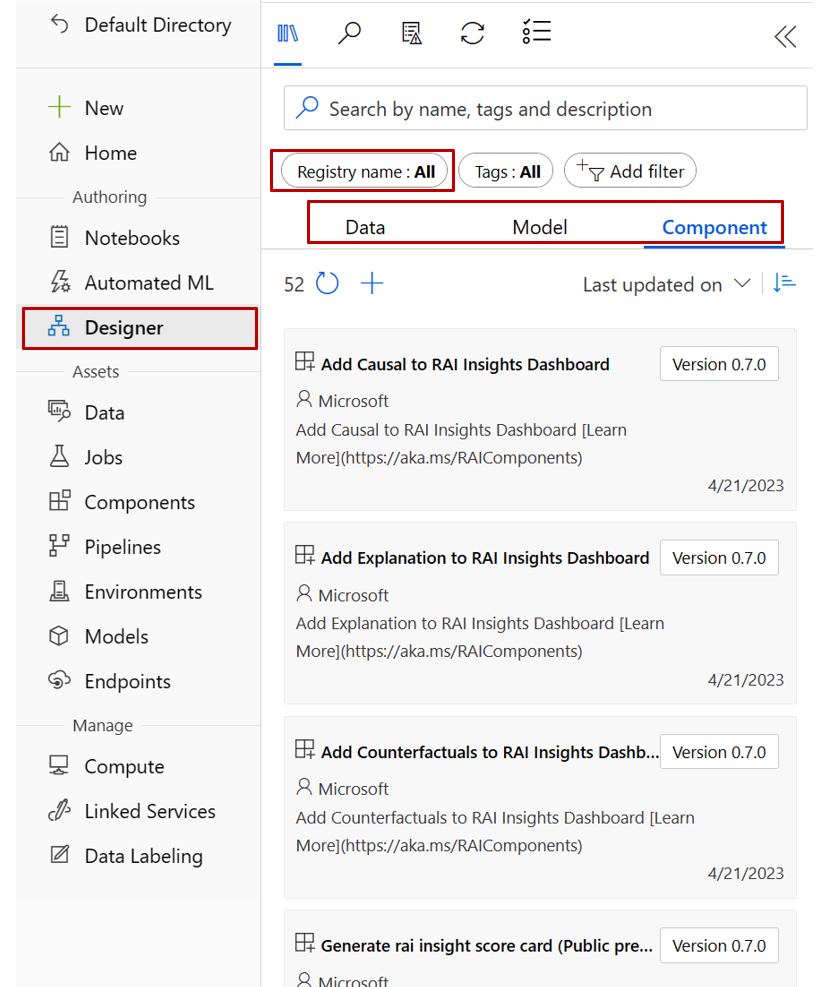 Default Directory
New
Home
Authoring
Notebooks
Automated ML
Designer
Assets
Data
Jobs
Components
Pipelines
Environments
Models
Endpoints
Manage
Compute
Linked Services
Data Labeling
Search by name, tags and description
Registry name : All
Tags : All
Add filter
Data
Model
Component
52
Last updated on
Add Causal to RAI Insights Dashboard
Version 0.7.0
Microsoft
Add Causal to RAI Insights Dashboard [Learn
More](https://aka.ms/RAIComponents)
4/21/2023
Add Explanation to RAI Insights Dashboard
Version 0.7.0
Microsoft
Add Explanation to RAI Insights Dashboard [Learn
More](https://aka.ms/RAIComponents)
4/21/2023
Add Counterfactuals to RAI Insights Dashb...
Version 0.7.0
Microsoft
Add Counterfactuals to RAI Insights Dashboard [Learn
More](https://aka.ms/RAIComponents)
4/21/2023
Generate rai insight score card (Public pre...
Version 0.7.0
Microsoft